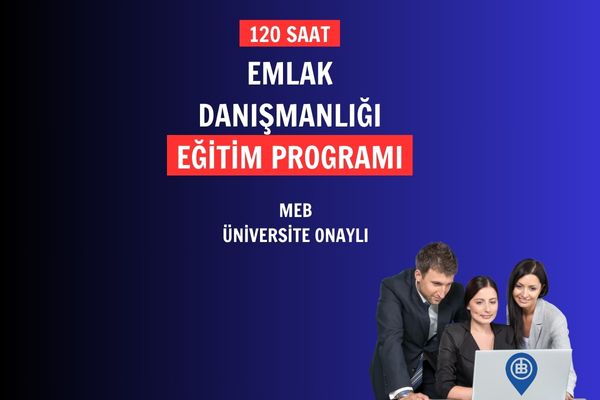 120 SAAT
EMLAK
DANIŞMANLIĞI
EĞİTİM PROGRAMI
MEB
ÜNİVERSİTE ONAYLI